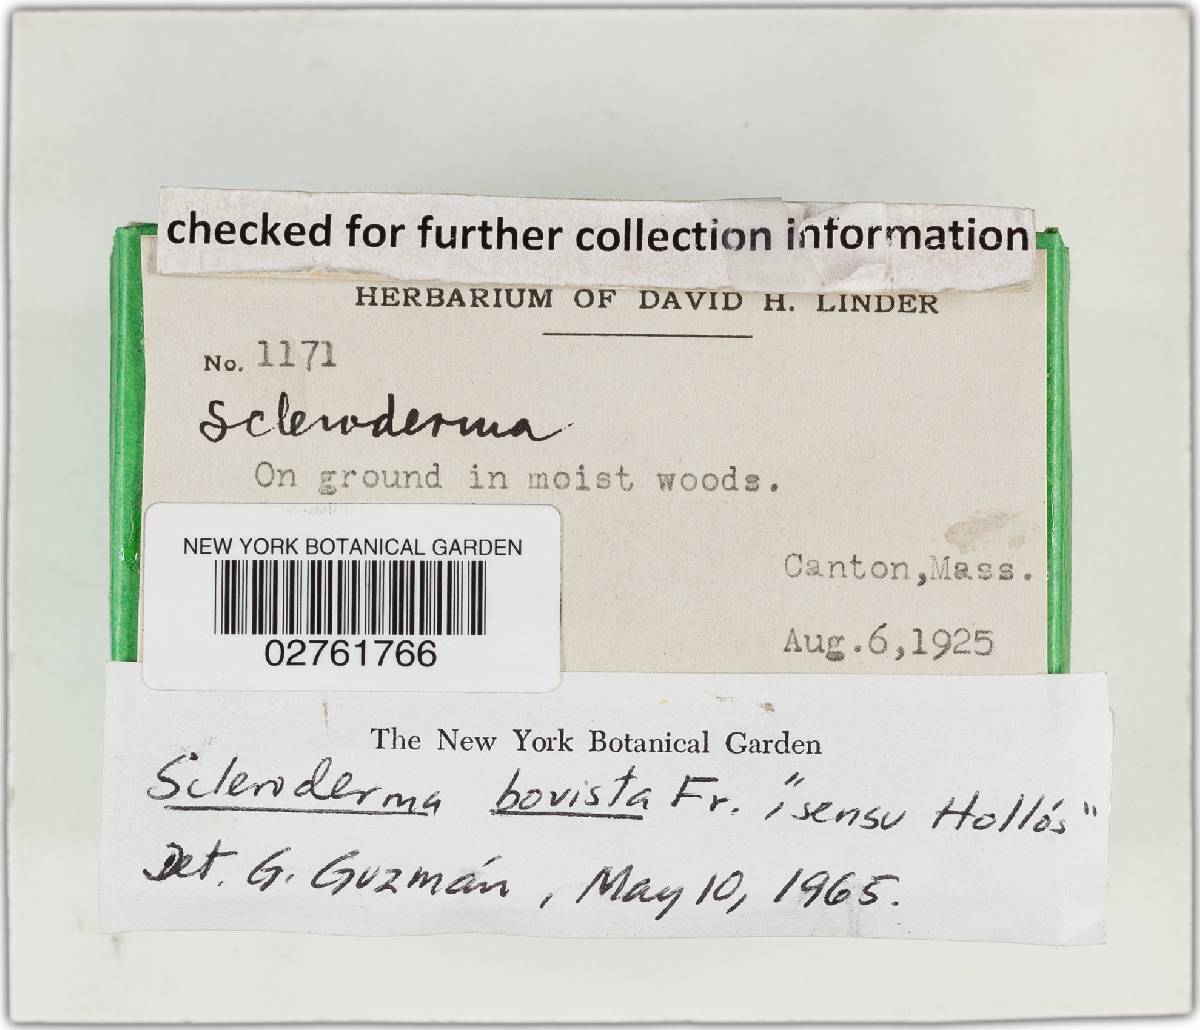 checked for further collection information
HERBARIUM OF DAVID H. LINDER
No. 1171
Scleroderma
On ground in moist woods.
NEW YORK BOTANICAL GARDEN
02761766
Canton, Mass.
Aug. 6, 1925
The New York Botanical Garden
Scleroderma bovista Fr. "sensu Hollós"
Det. G. Guzmán, May 10, 1965.